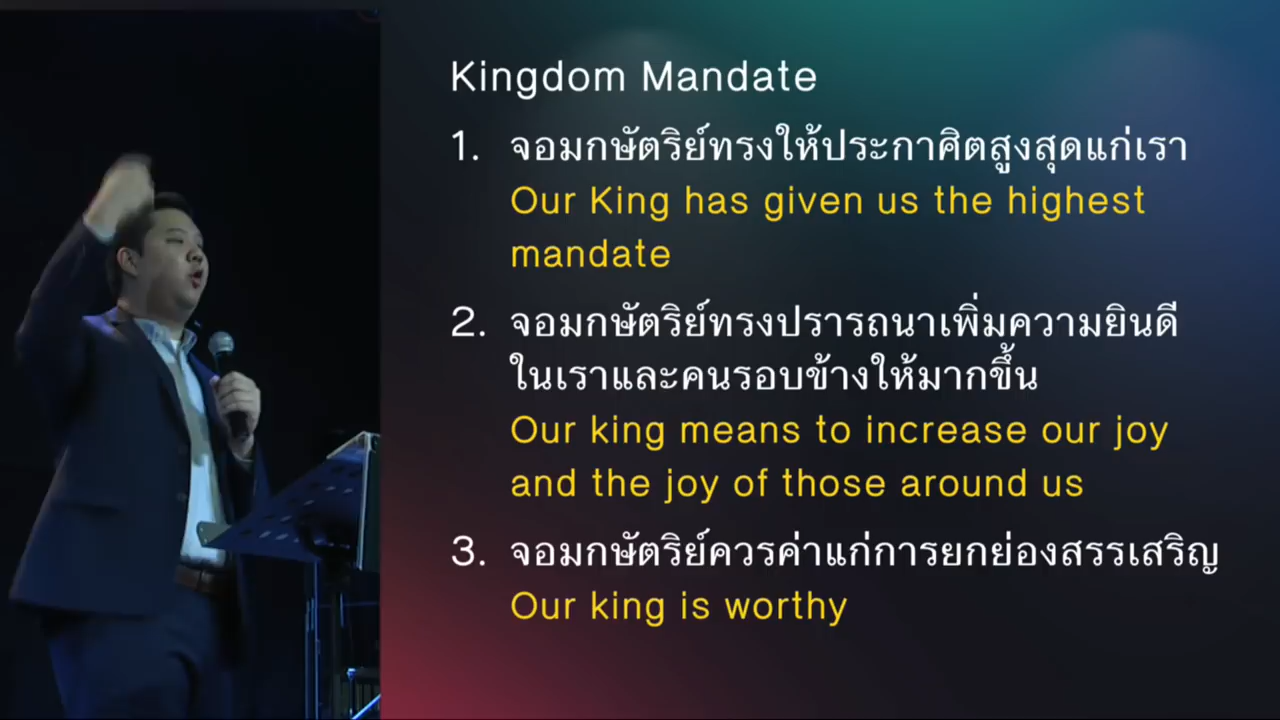 Kingdom Mandate
1. จอมกษัตริย์ทรงให้ประกาศิตสูงสุดแก่เรา
Our King has given us the highest
mandate
2. จอมกษัตริย์ทรงปรารถนาเพิ่มความยินดี
ในเราและคนรอบข้างให้มากขึ้น
Our king means to increase our joy
and the joy of those around us
3. จอมกษัตริย์ควรค่าแก่การยกย่องสรรเสริญ
Our king is worthy